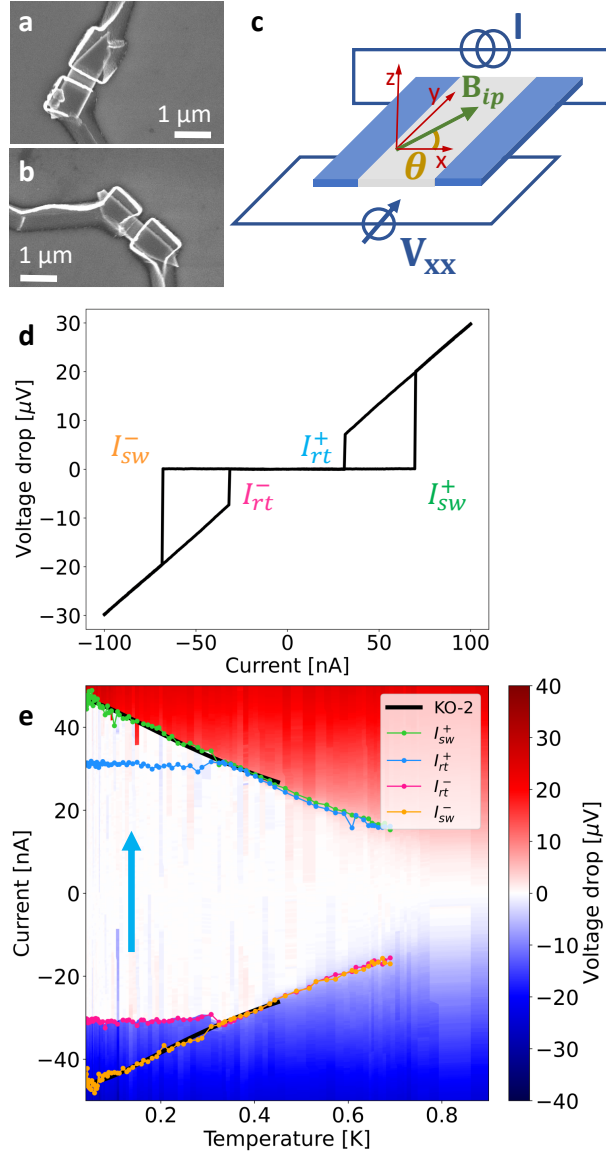 a
1 μm
b
1 μm
c
I
z
y
B_ip
θ
x
V_xx
d
30
20
10
0
−10
−20
−30
Voltage drop [μV]
I_sw^−
I_rt^+
I_rt^−
I_sw^+
−100
−50
0
50
100
Current [nA]
e
40
20
0
−20
−40
Current [nA]
KO-2
I_sw^+
I_rt^+
I_rt^−
I_sw^−
0.2
0.4
0.6
0.8
Temperature [K]
40
30
20
10
0
−10
−20
−30
−40
Voltage drop [μV]